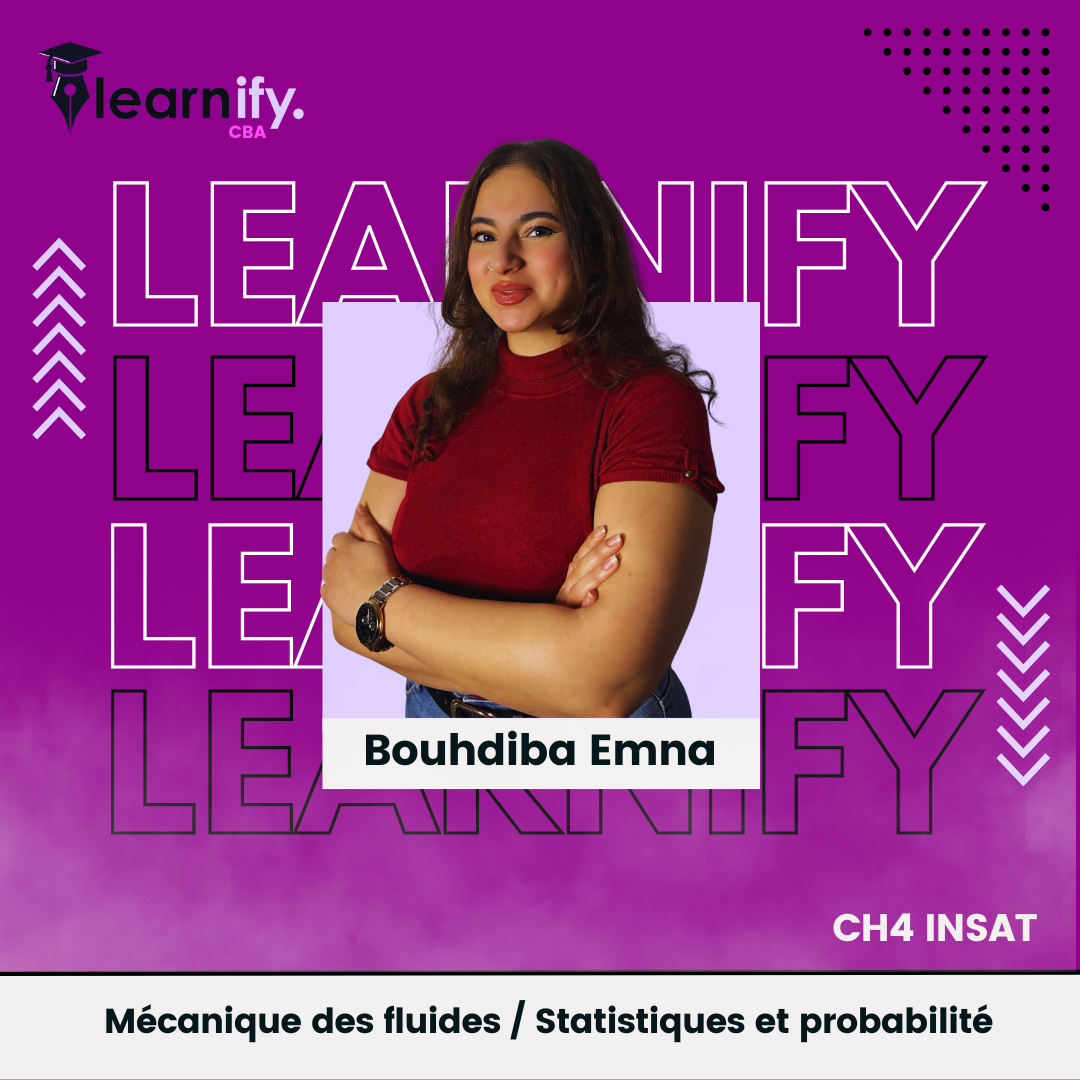 learnify.
CBA
LEARNIFY
LEARNIFY
LEARNIFY
LEARNIFY
Bouhdiba Emna
CH4 INSAT
Mécanique des fluides / Statistiques et probabilité